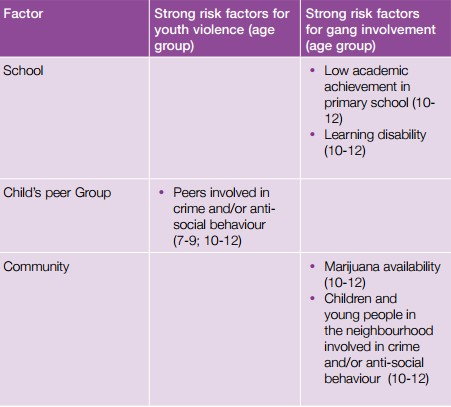 Factor
Strong risk factors for
youth violence (age
group)
Strong risk factors
for gang involvement
(age group)
School
• Low academic
achievement in
primary school (10-
12)
• Learning disability
(10-12)
Child's peer Group
• Peers involved in
crime and/or anti-
social behaviour
(7-9; 10-12)
Community
• Marijuana availability
(10-12)
• Children and
young people in
the neighbourhood
involved in crime
and/or anti-social
behaviour (10-12)